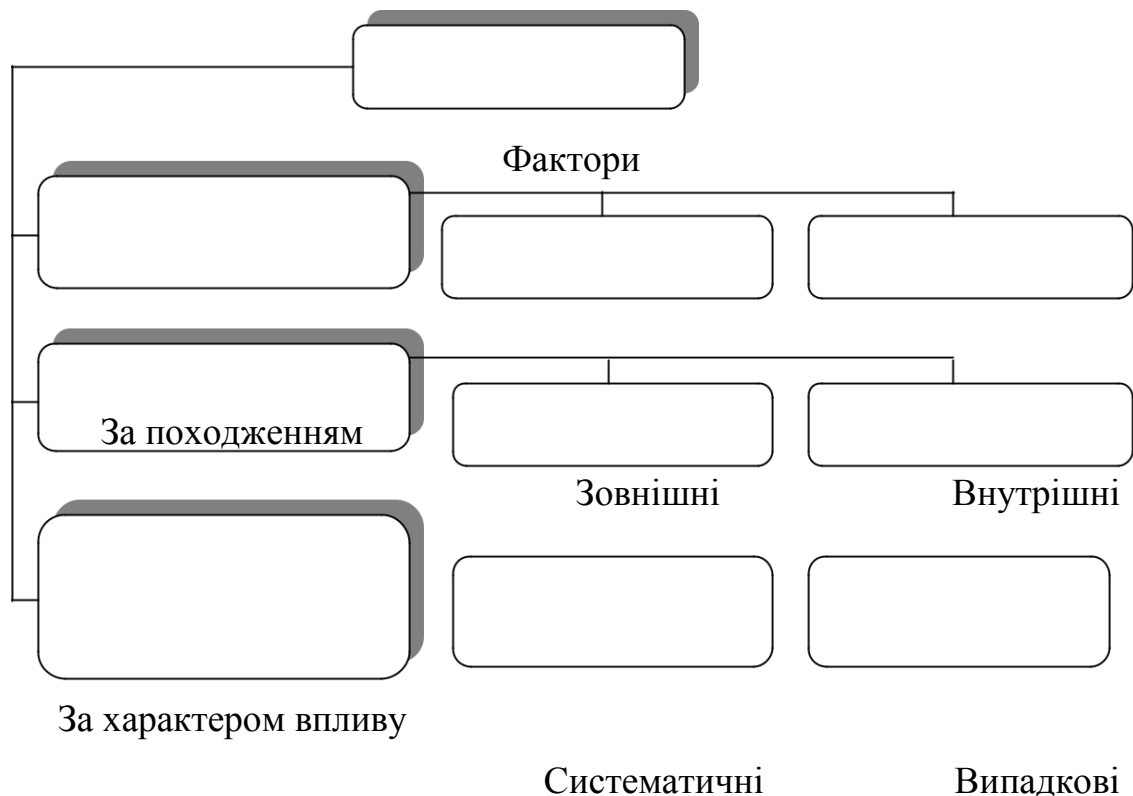 Фактори
За походженням
Зовнішні Внутрішні
За характером впливу
Систематичні Випадкові